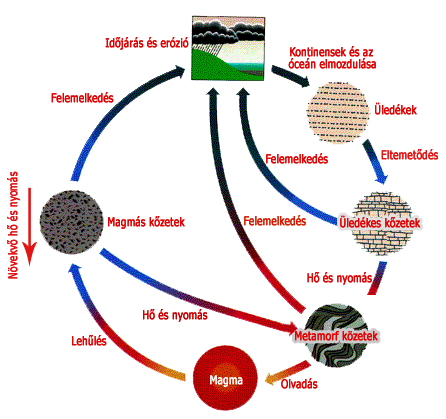 Időjárás és erózió
Kontinensek és az
óceán elmozdulása
Felemelkedés
Üledékek
Eltemetődés
Felemelkedés
Növekvő hő és nyomás
Magmás kőzetek
Felemelkedés
Üledékes kőzetek
Hő és nyomás
Hő és nyomás
Lehűlés
Metamorf kőzetek
Magma
Olvadás